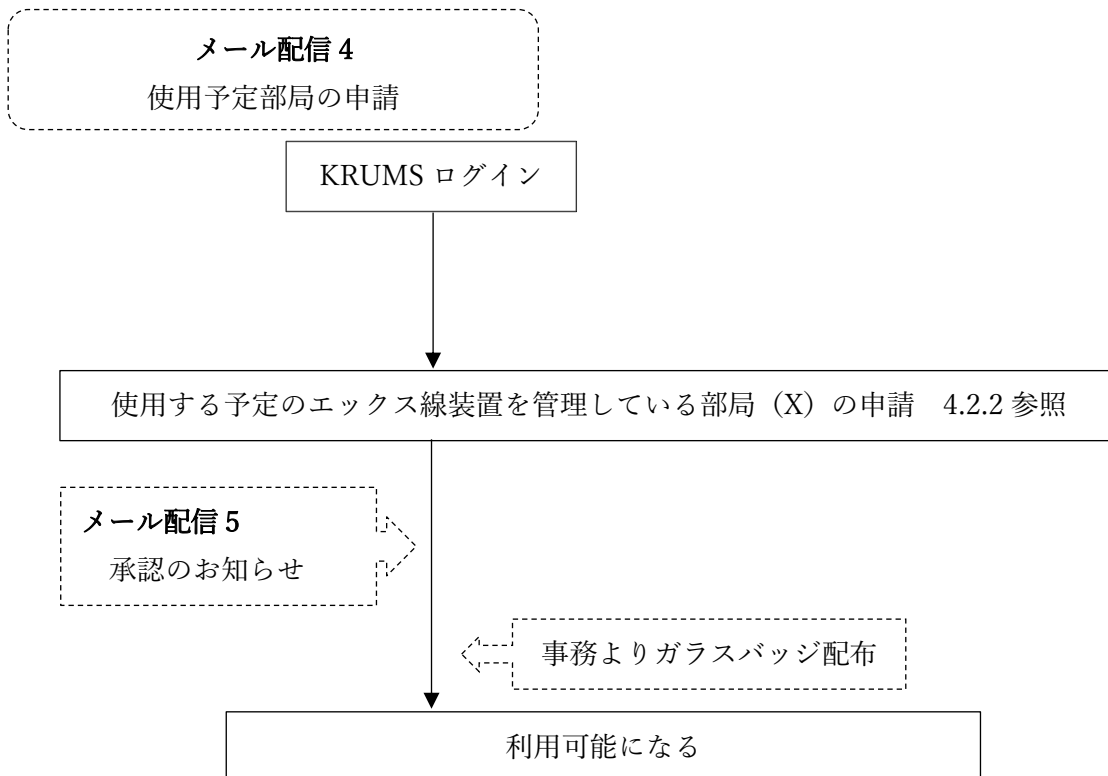 メール配信 4
使用予定部局の申請
KRUMS ログイン
使用する予定のエックス線装置を管理している部局（X）の申請　4.2.2 参照
メール配信 5
承認のお知らせ
事務よりガラスバッジ配布
利用可能になる